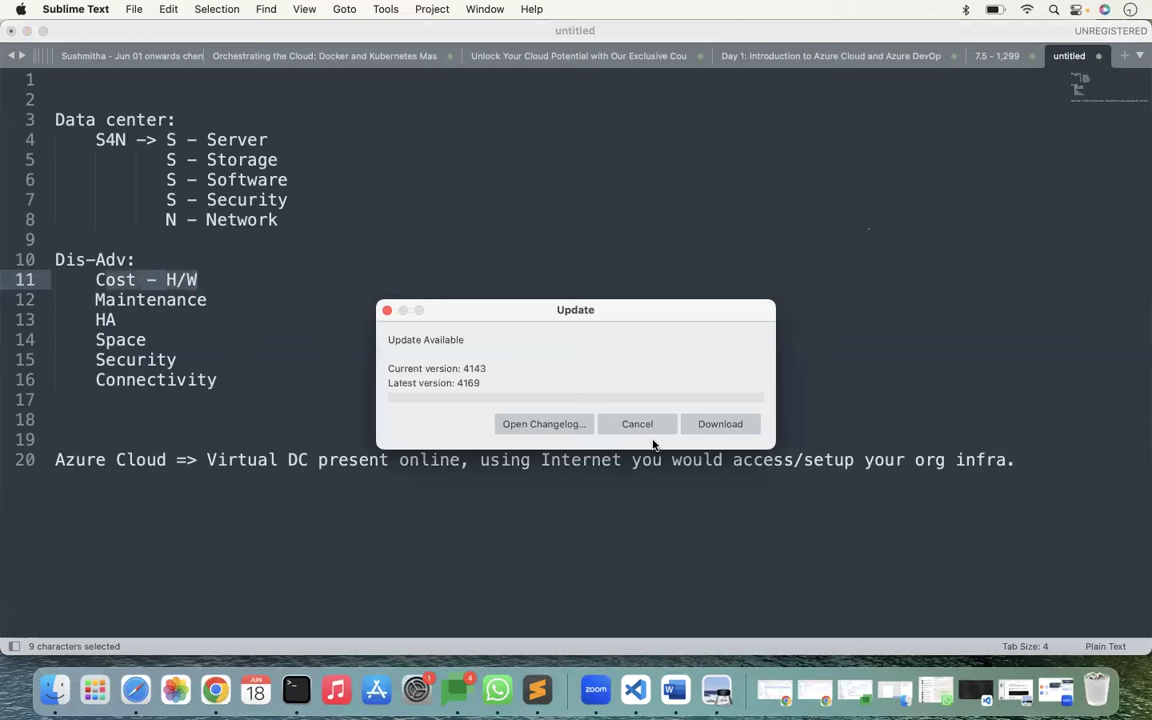 Sublime Text File Edit Selection Find View Goto Tools Project Window Help
untitled
UNREGISTERED
Sushmitha - Jun 01 onwards chen
Orchestrating the Cloud: Docker and Kubernetes Mas
Unlock Your Cloud Potential with Our Exclusive Cou
Day 1: Introduction to Azure Cloud and Azure DevOp
7.5 - 1,299
untitled
1
2
3 Data center:
4 S4N -> S - Server
5 S - Storage
6 S - Software
7 S - Security
8 N - Network
9
10 Dis-Adv:
11 Cost - H/W
12 Maintenance
13 HA
14 Space
15 Security
16 Connectivity
17
18
19
20 Azure Cloud => Virtual DC present online, using Internet you would access/setup your org infra.
Update
Update Available
Current version: 4143
Latest version: 4169
Open Changelog... Cancel Download
9 characters selected
Tab Size: 4
Plain Text
JUN
18
1
4
zoom